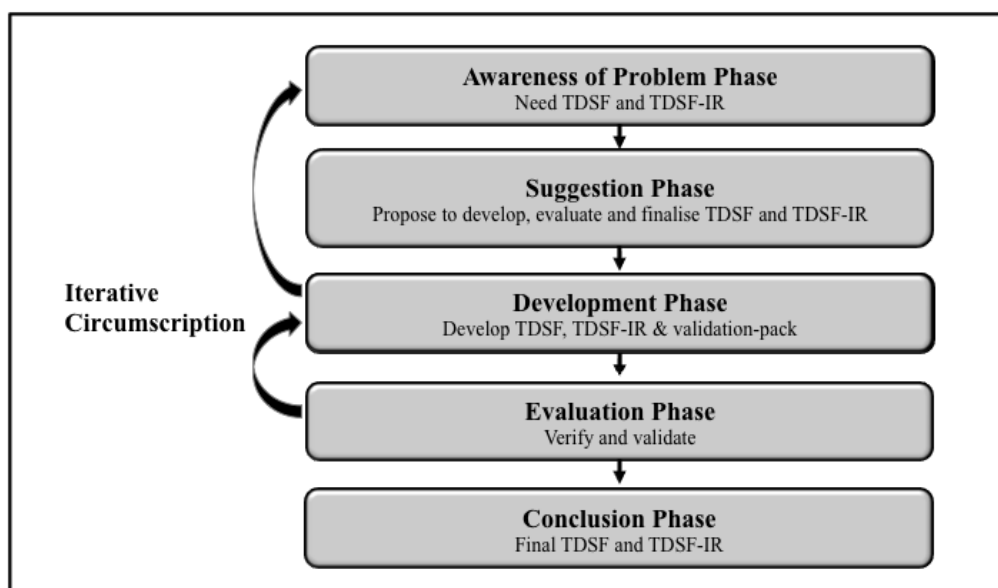 Awareness of Problem Phase
Need TDSF and TDSF-IR
Suggestion Phase
Propose to develop, evaluate and finalise TDSF and TDSF-IR
Iterative
Circumscription
Development Phase
Develop TDSF, TDSF-IR & validation-pack
Evaluation Phase
Verify and validate
Conclusion Phase
Final TDSF and TDSF-IR